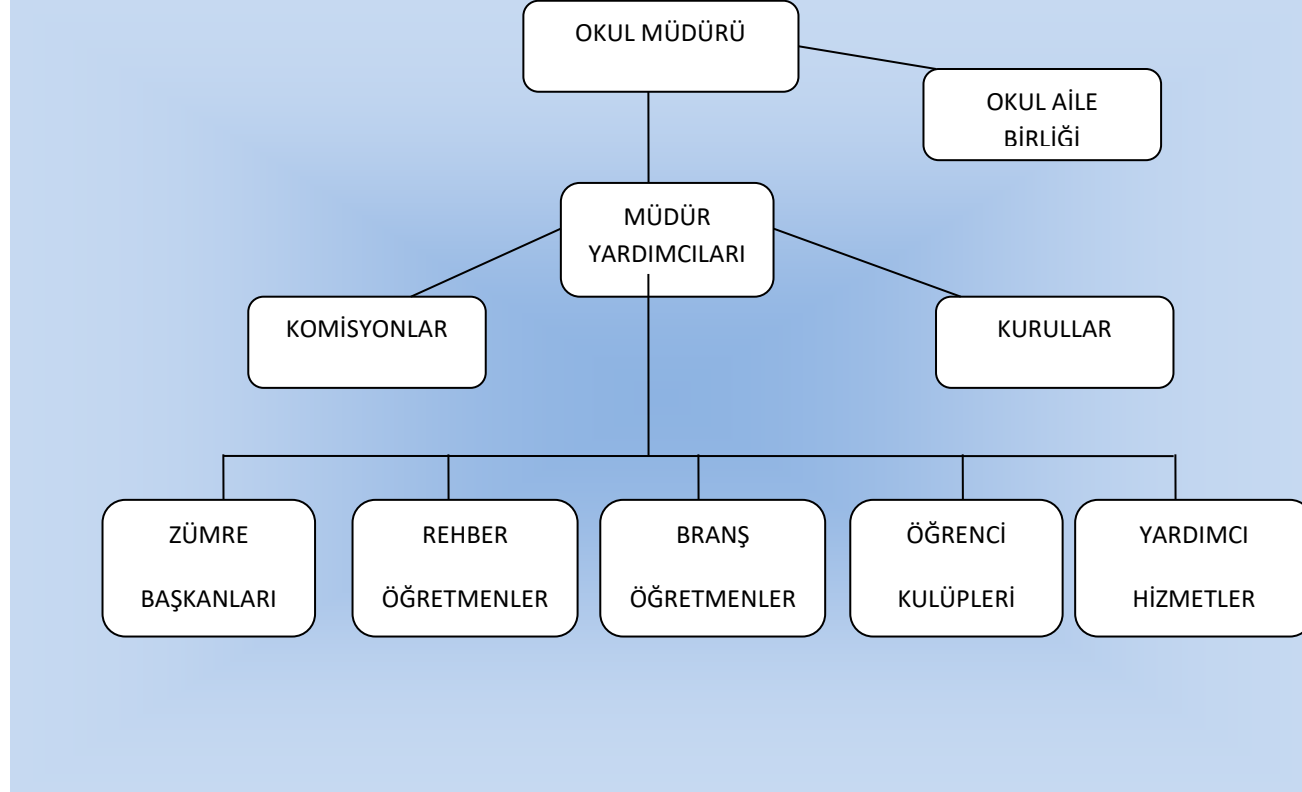 OKUL MÜDÜRÜ
OKUL AİLE
BİRLİĞİ
MÜDÜR
YARDIMCILARI
KOMİSYONLAR
KURULLAR
ZÜMRE
BAŞKANLARI
REHBER
ÖĞRETMENLER
BRANŞ
ÖĞRETMENLER
ÖĞRENCİ
KULÜPLERİ
YARDIMCI
HİZMETLER